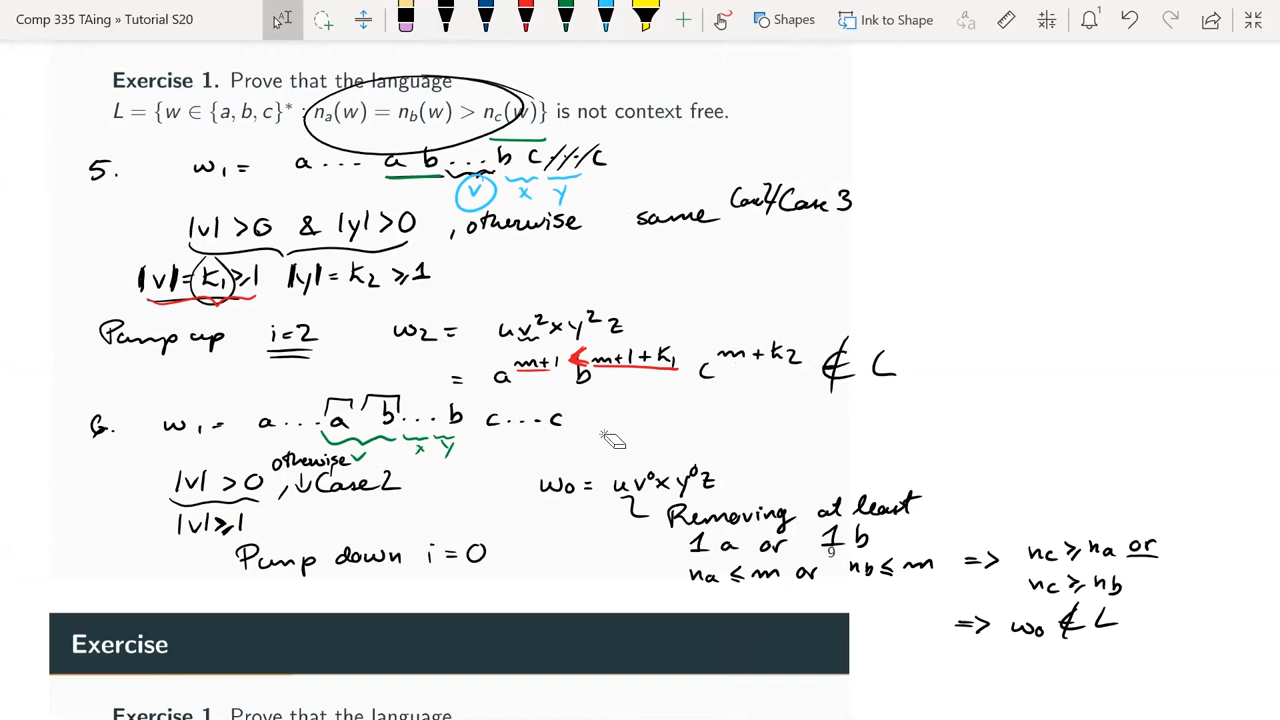 Comp 335 TAing » Tutorial S20
Shapes
Ink to Shape
Exercise 1. Prove that the language
L = {w ∈ {a, b, c}* : n_a(w) = n_b(w) > n_c(w)} is not context free.
5. w₁ = a ... a b ... b c ... c
v x y
|v| > 0 & |y| > 0 , otherwise same Case 2/Case 3
|v| = k₁ ≥ 1 |y| = k₂ ≥ 1
Pump up i=2 w₂ = uv²xy²z
= a^{m+1} b^{m+1+k₁} c^{m+k₂} ∉ L
6. w₁ = a ... a b ... b c ... c
v x y
|v| > 0 , otherwise ↓ Case 2
|v| ≥ 1
Pump down i = 0
w₀ = uv⁰xy⁰z
Removing at least
1 a or 1 b
9
n_a ≤ m or n_b ≤ m => n_c ≥ n_a or
n_c ≥ n_b
=> w₀ ∉ L
Exercise
Exercise 1. Prove that the language